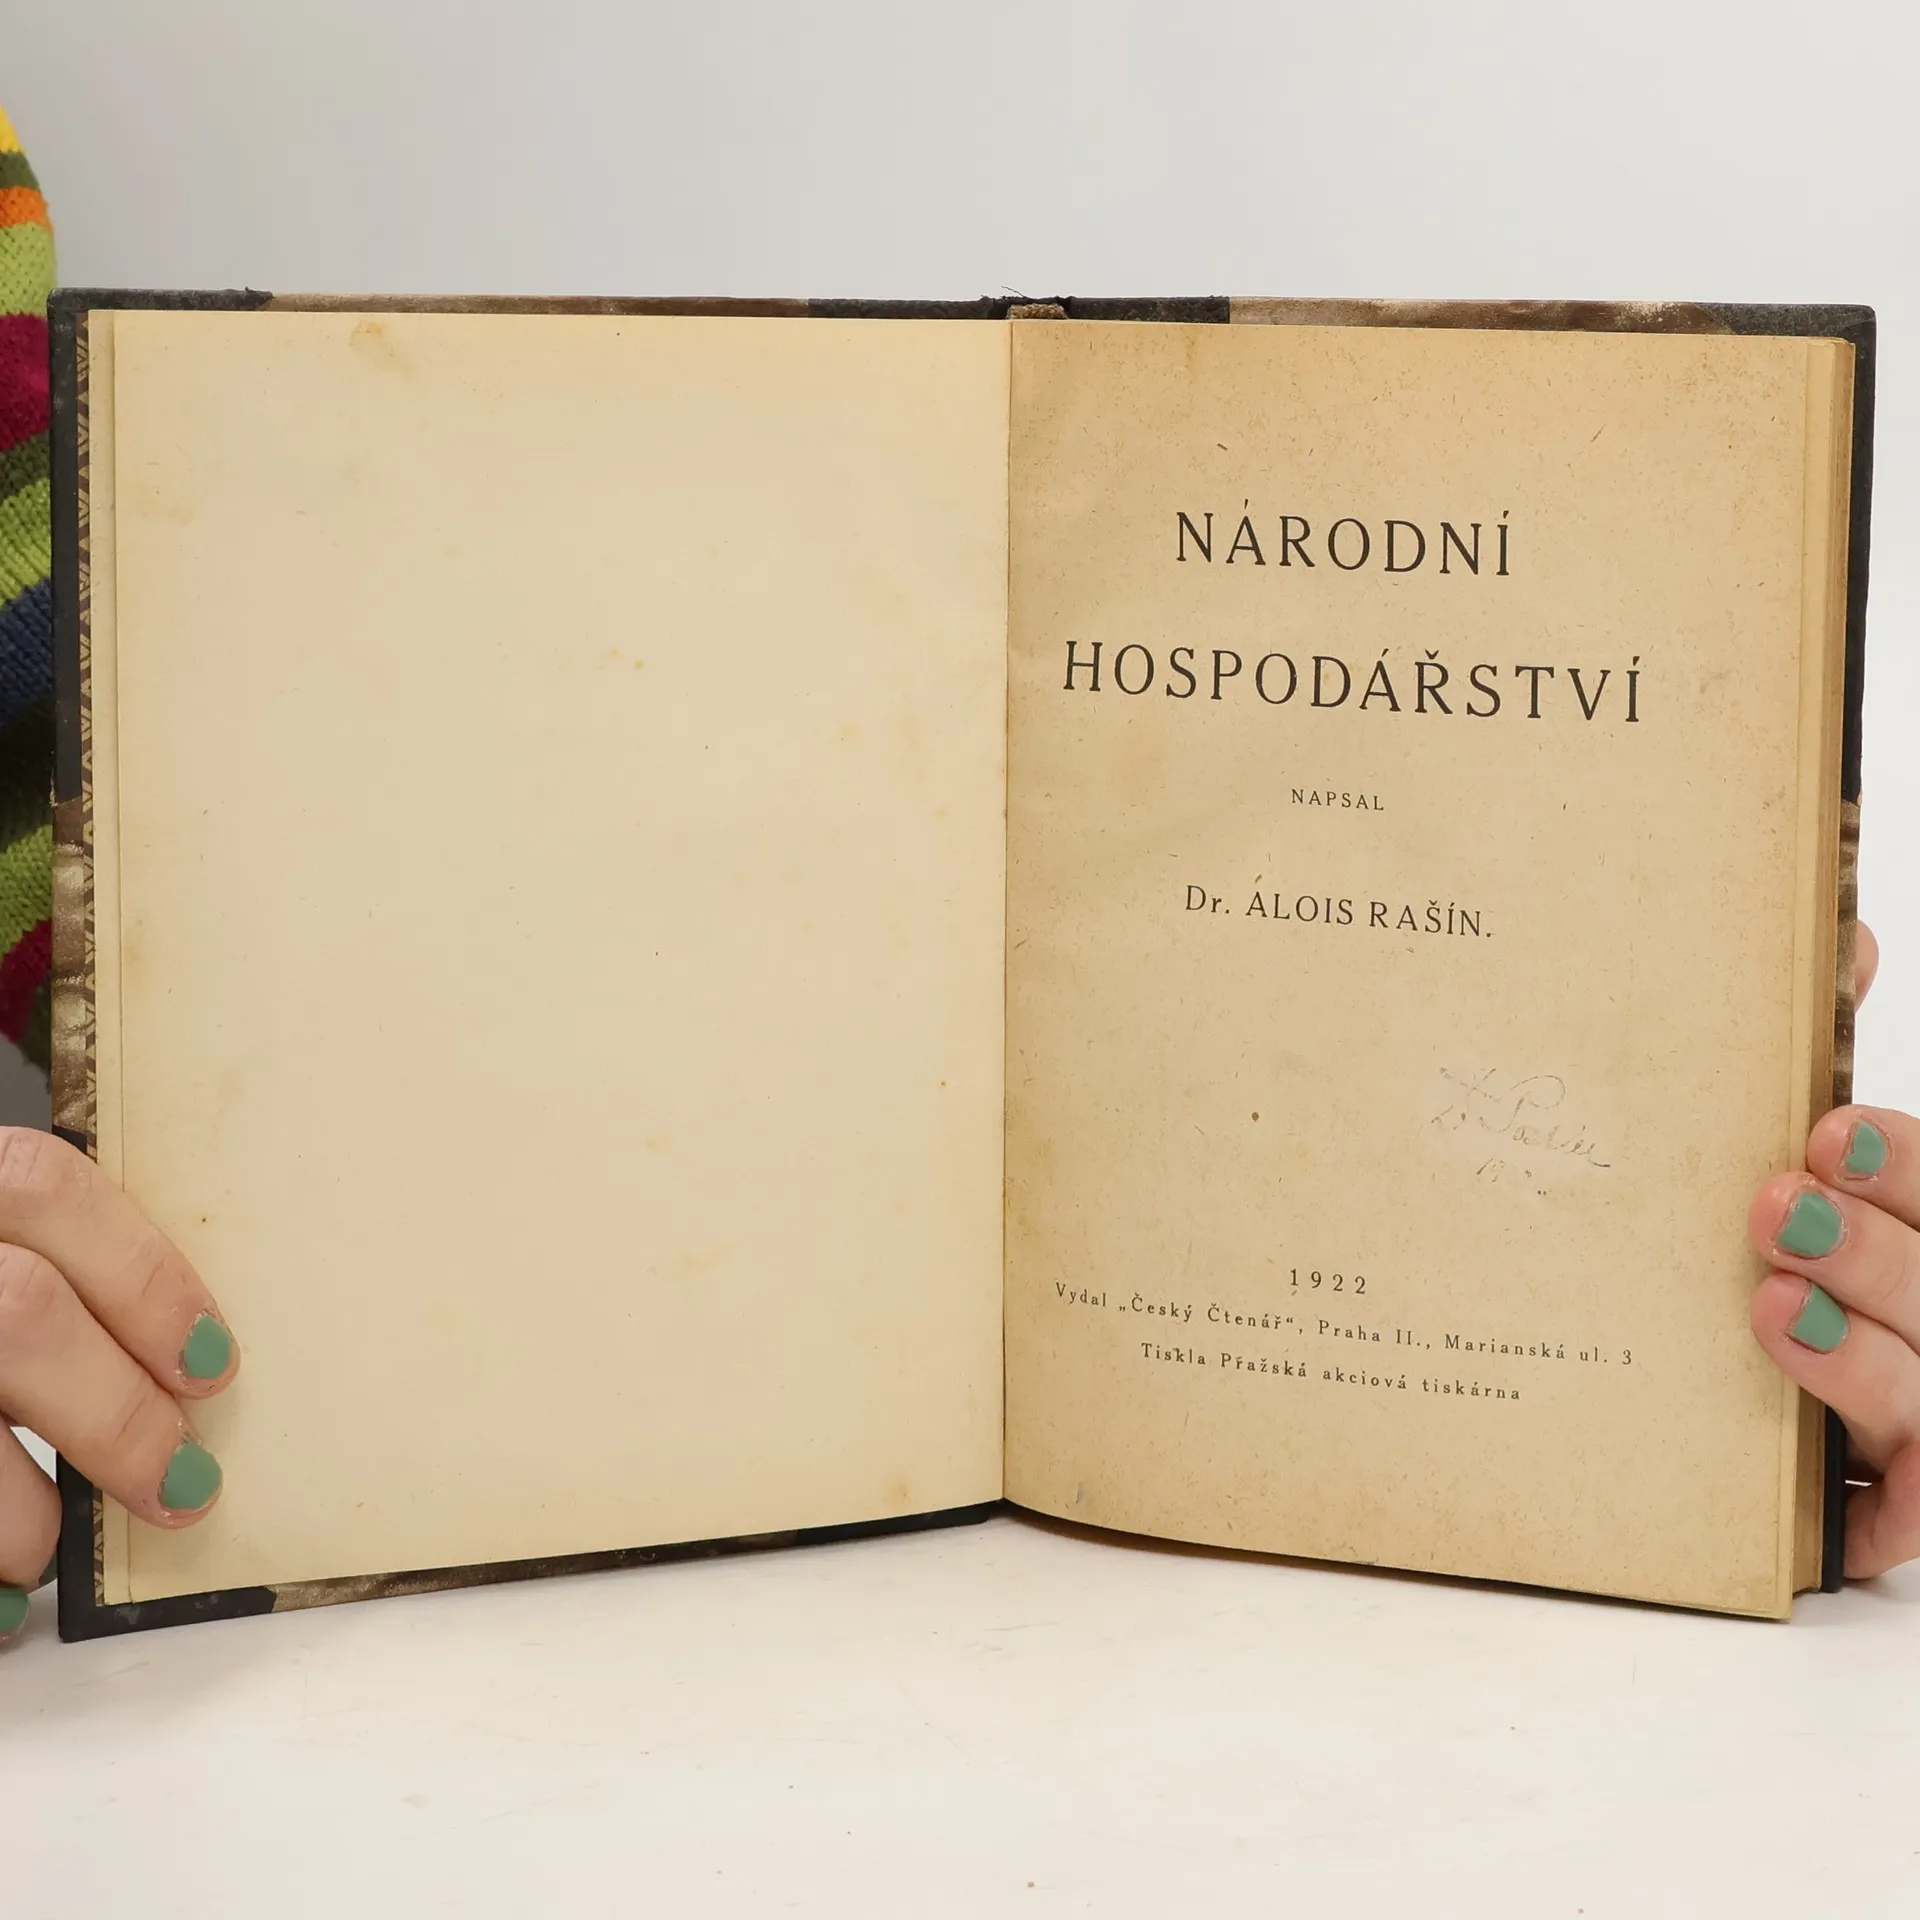 NÁRODNÍ
HOSPODÁŘSTVÍ
NAPSAL
Dr. ALOIS RAŠÍN.
1922
Vydal „Český Čtenář“, Praha II., Marianská ul. 3
Tiskla Pražská akciová tiskárna